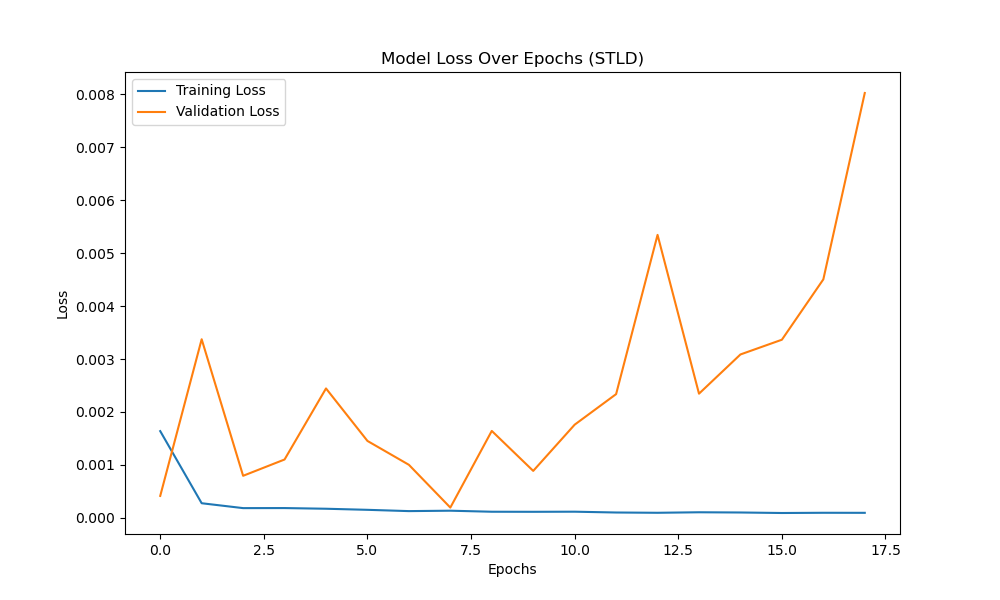 Model Loss Over Epochs (STLD)
Training Loss
Validation Loss
0.008
0.007
0.006
0.005
0.004
0.003
0.002
0.001
0.000
Loss
0.0 2.5 5.0 7.5 10.0 12.5 15.0 17.5
Epochs